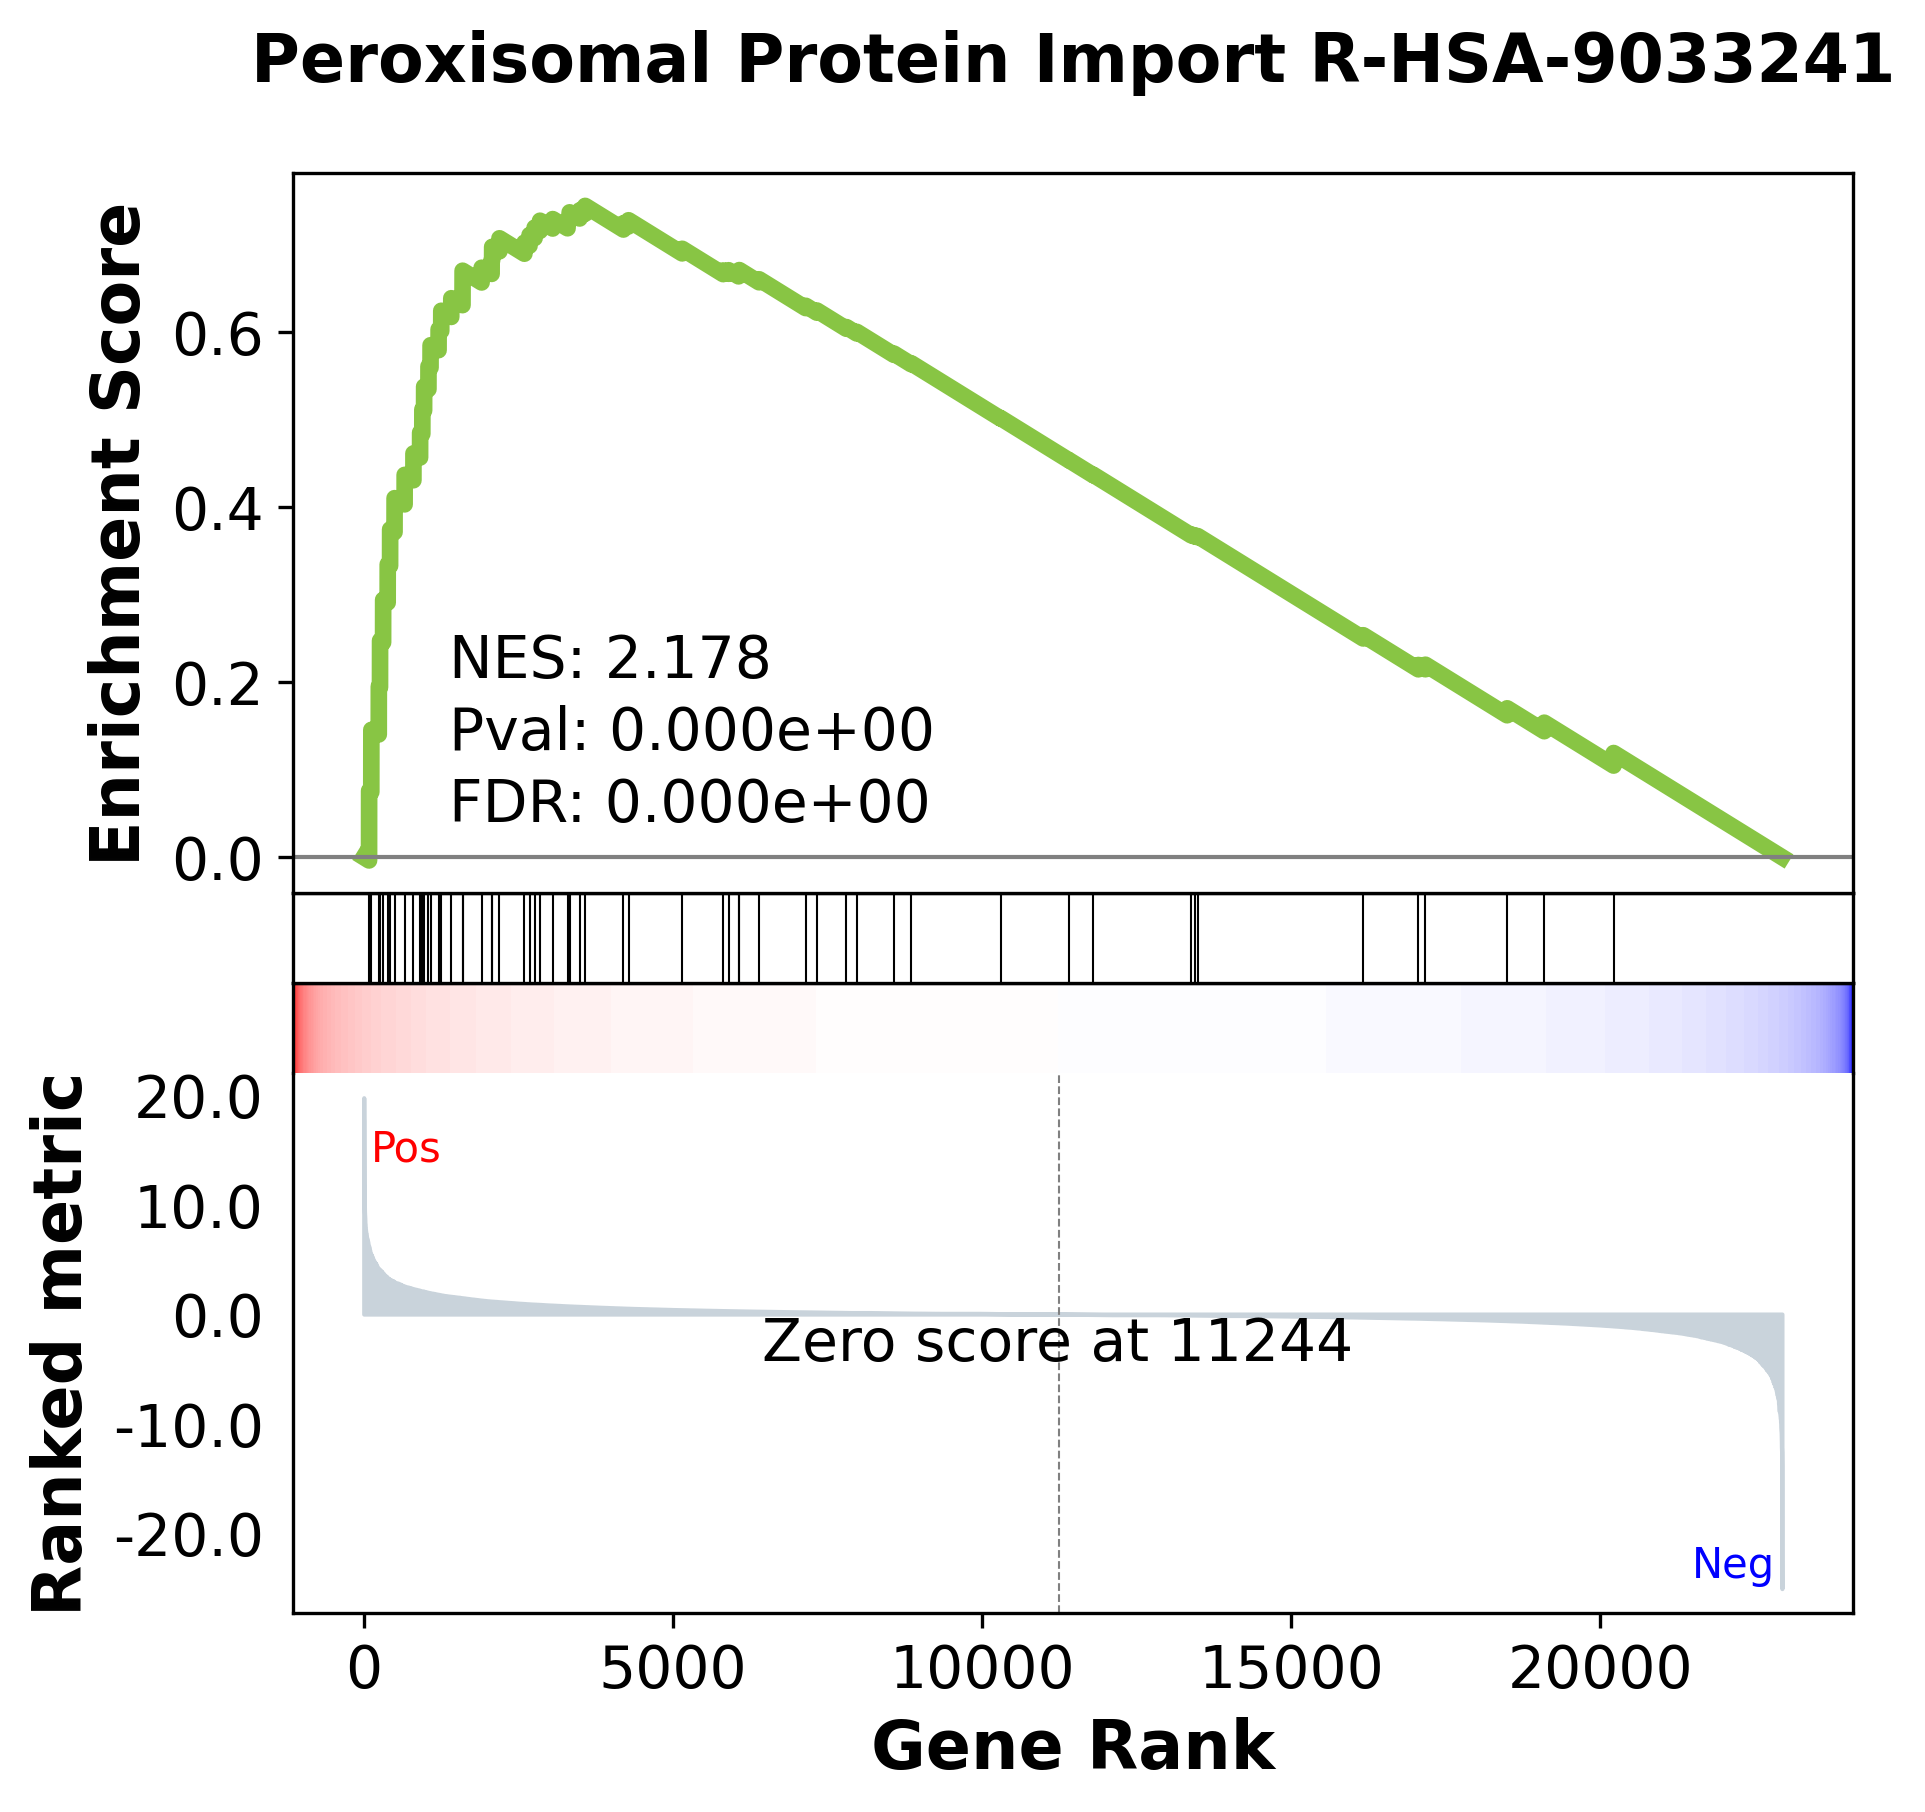 Peroxisomal Protein Import R-HSA-9033241
Enrichment Score
0.6
0.4
0.2
0.0
NES: 2.178
Pval: 0.000e+00
FDR: 0.000e+00
Ranked metric
20.0
10.0
0.0
-10.0
-20.0
Pos
Zero score at 11244
Neg
0 5000 10000 15000 20000
Gene Rank